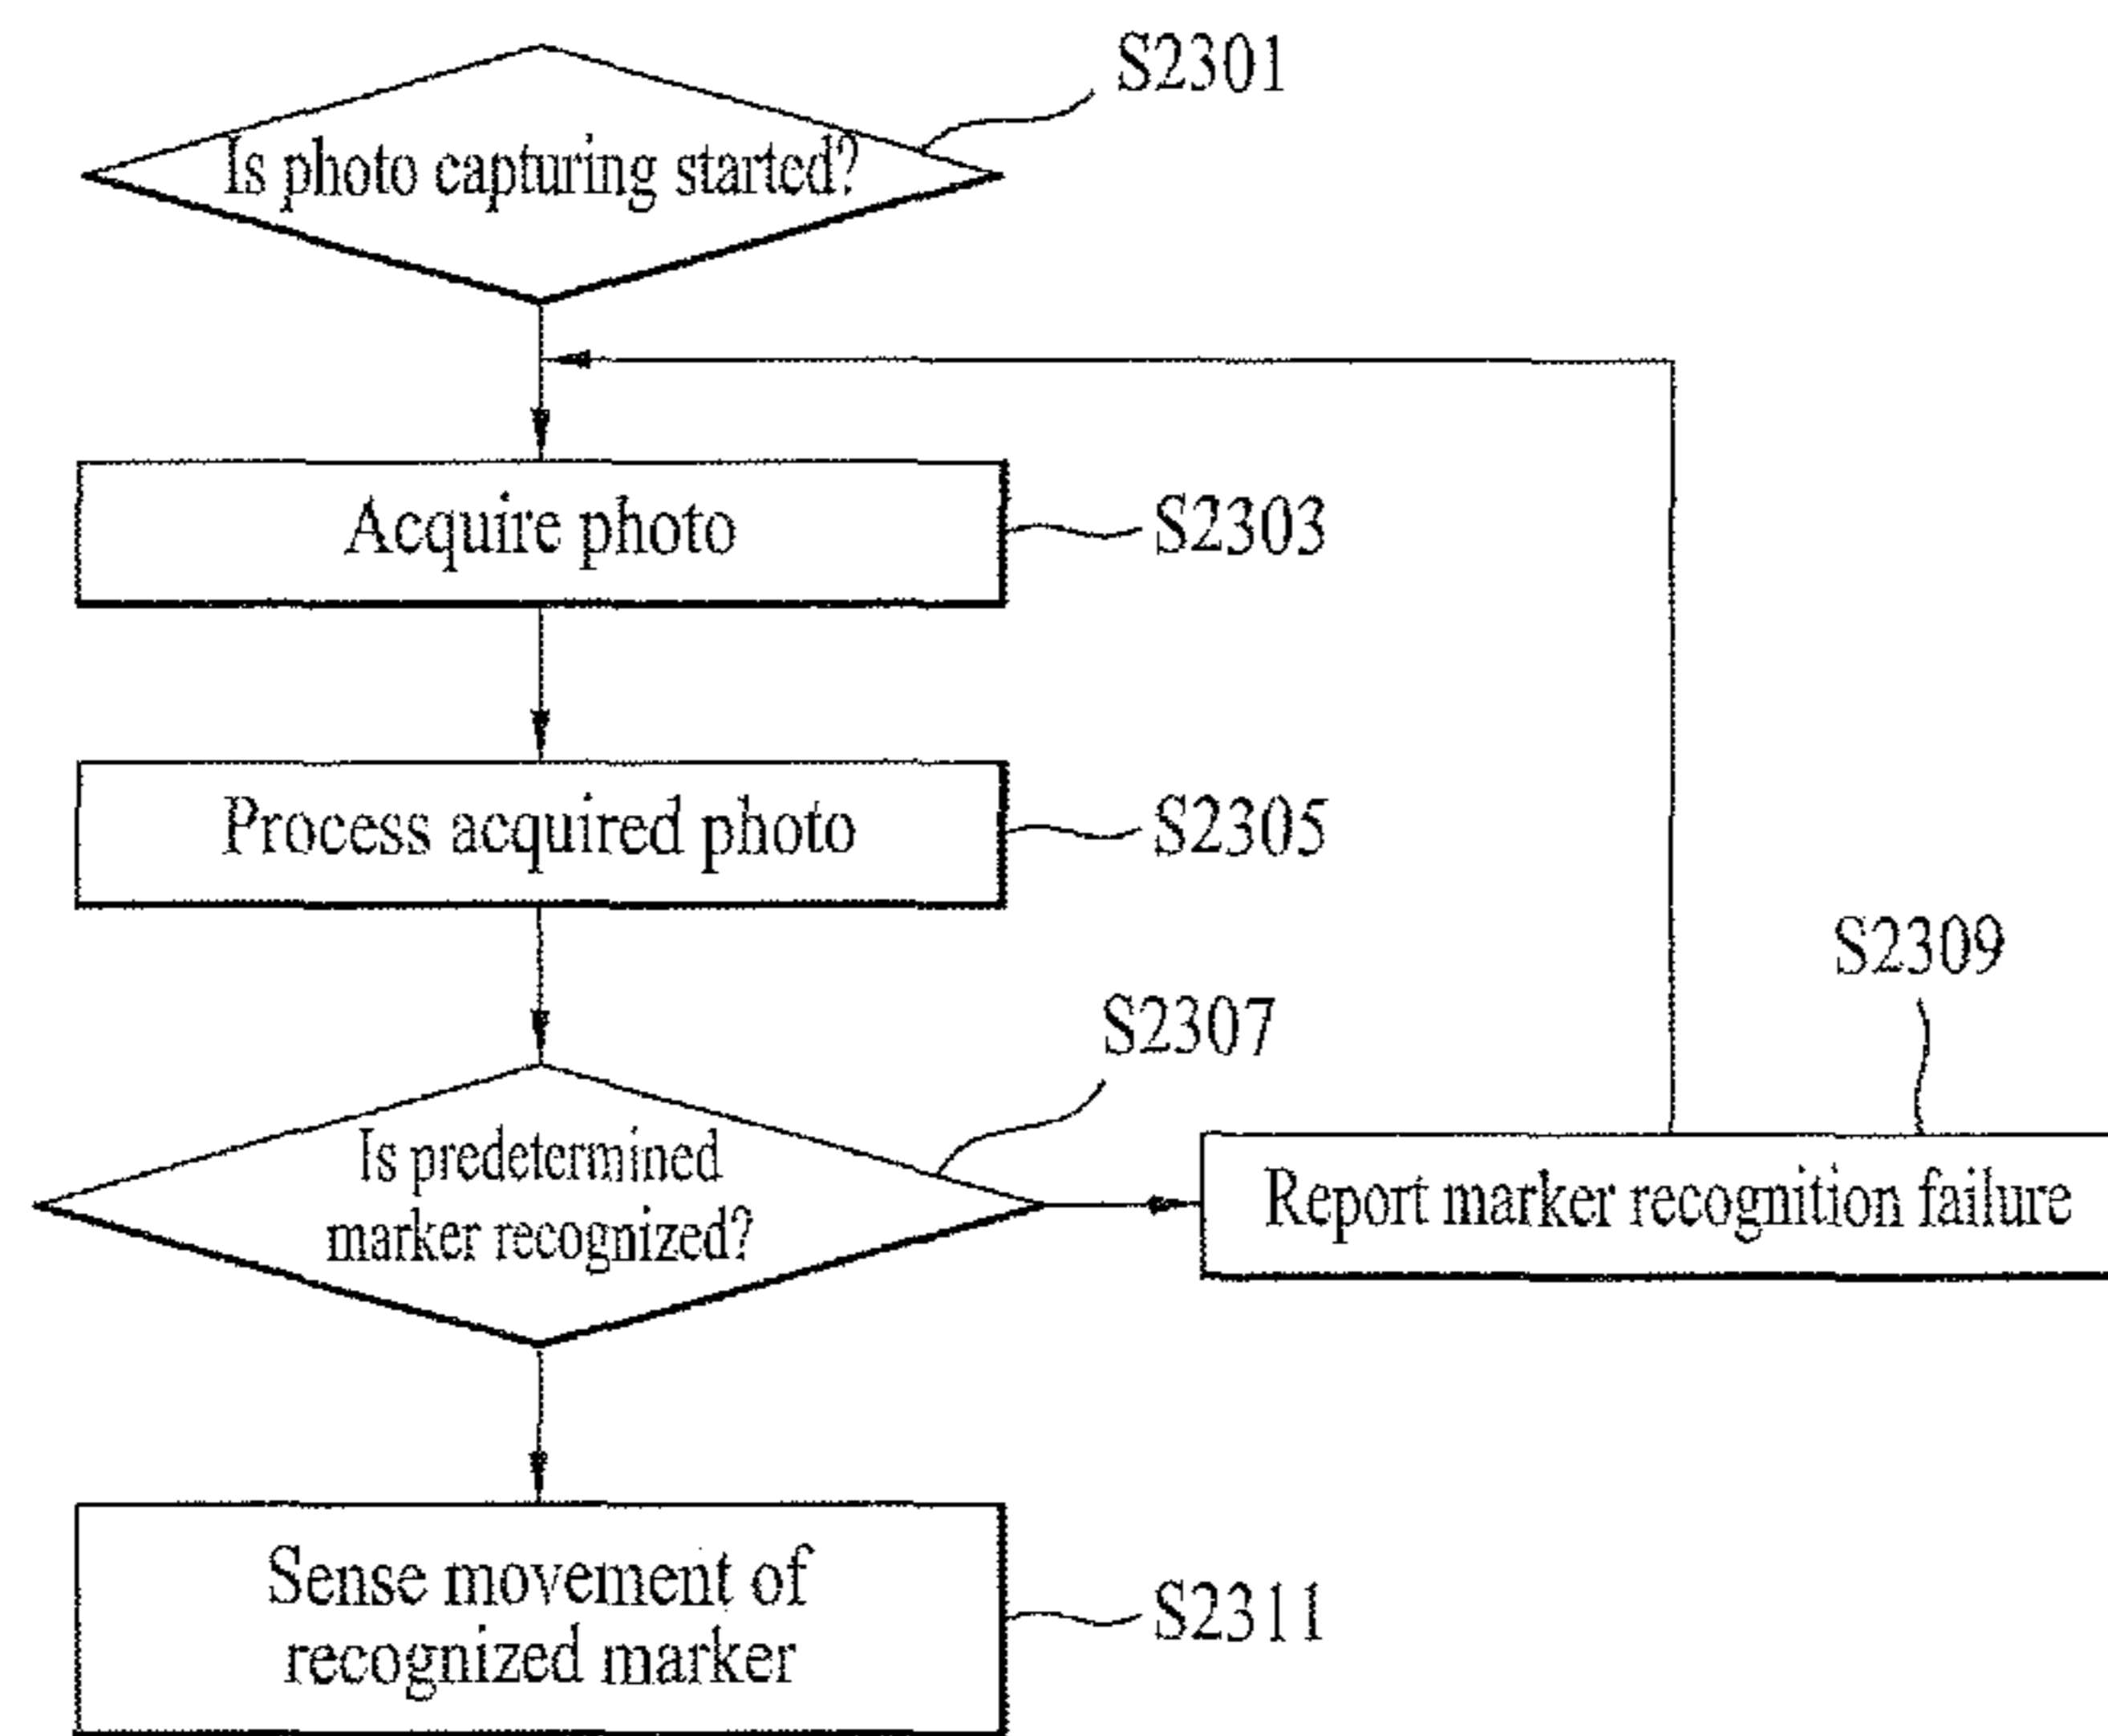 S2301
Is photo capturing started?
Acquire photo
S2303
Process acquired photo
S2305
S2309
S2307
Is predetermined
marker recognized?
Report marker recognition failure
Sense movement of
recognized marker
S2311